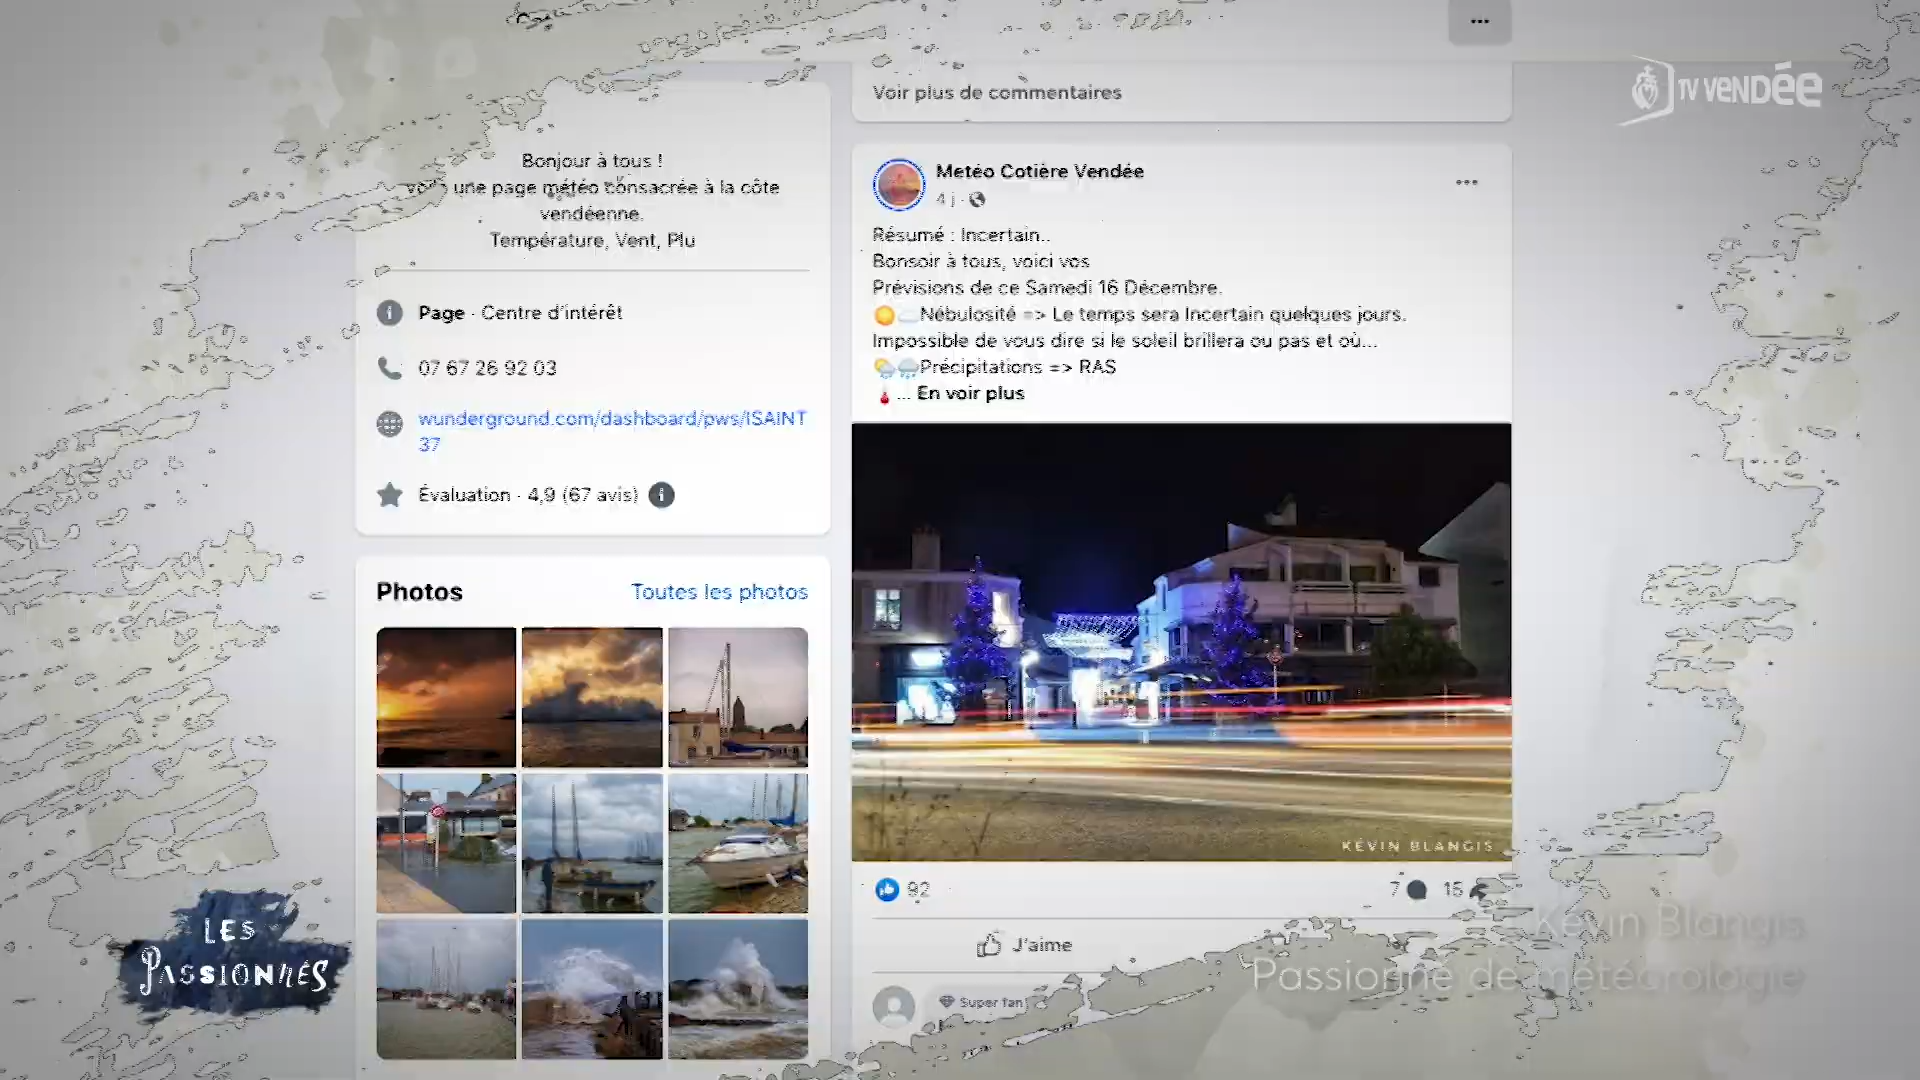 TV VENDÉE
Bonjour à tous !
voici une page météo consacrée à la côte
vendéenne.
Température, Vent, Plu
Page · Centre d'intérêt
07 67 26 92 03
wunderground.com/dashboard/pws/ISAINT
37
Évaluation · 4,9 (67 avis)
Photos
Toutes les photos
Voir plus de commentaires
Metéo Cotière Vendée
4 j
Résumé : Incertain..
Bonsoir à tous, voici vos
Prévisions de ce Samedi 16 Décembre.
Nébulosité => Le temps sera Incertain quelques jours.
Impossible de vous dire si le soleil brillera ou pas et où...
Précipitations => RAS
... En voir plus
KÉVIN BLANGIS
92
7
15
J'aime
Super fan
LES
PASSIONNÉS
Kévin Blangis
Passionné de météorologie